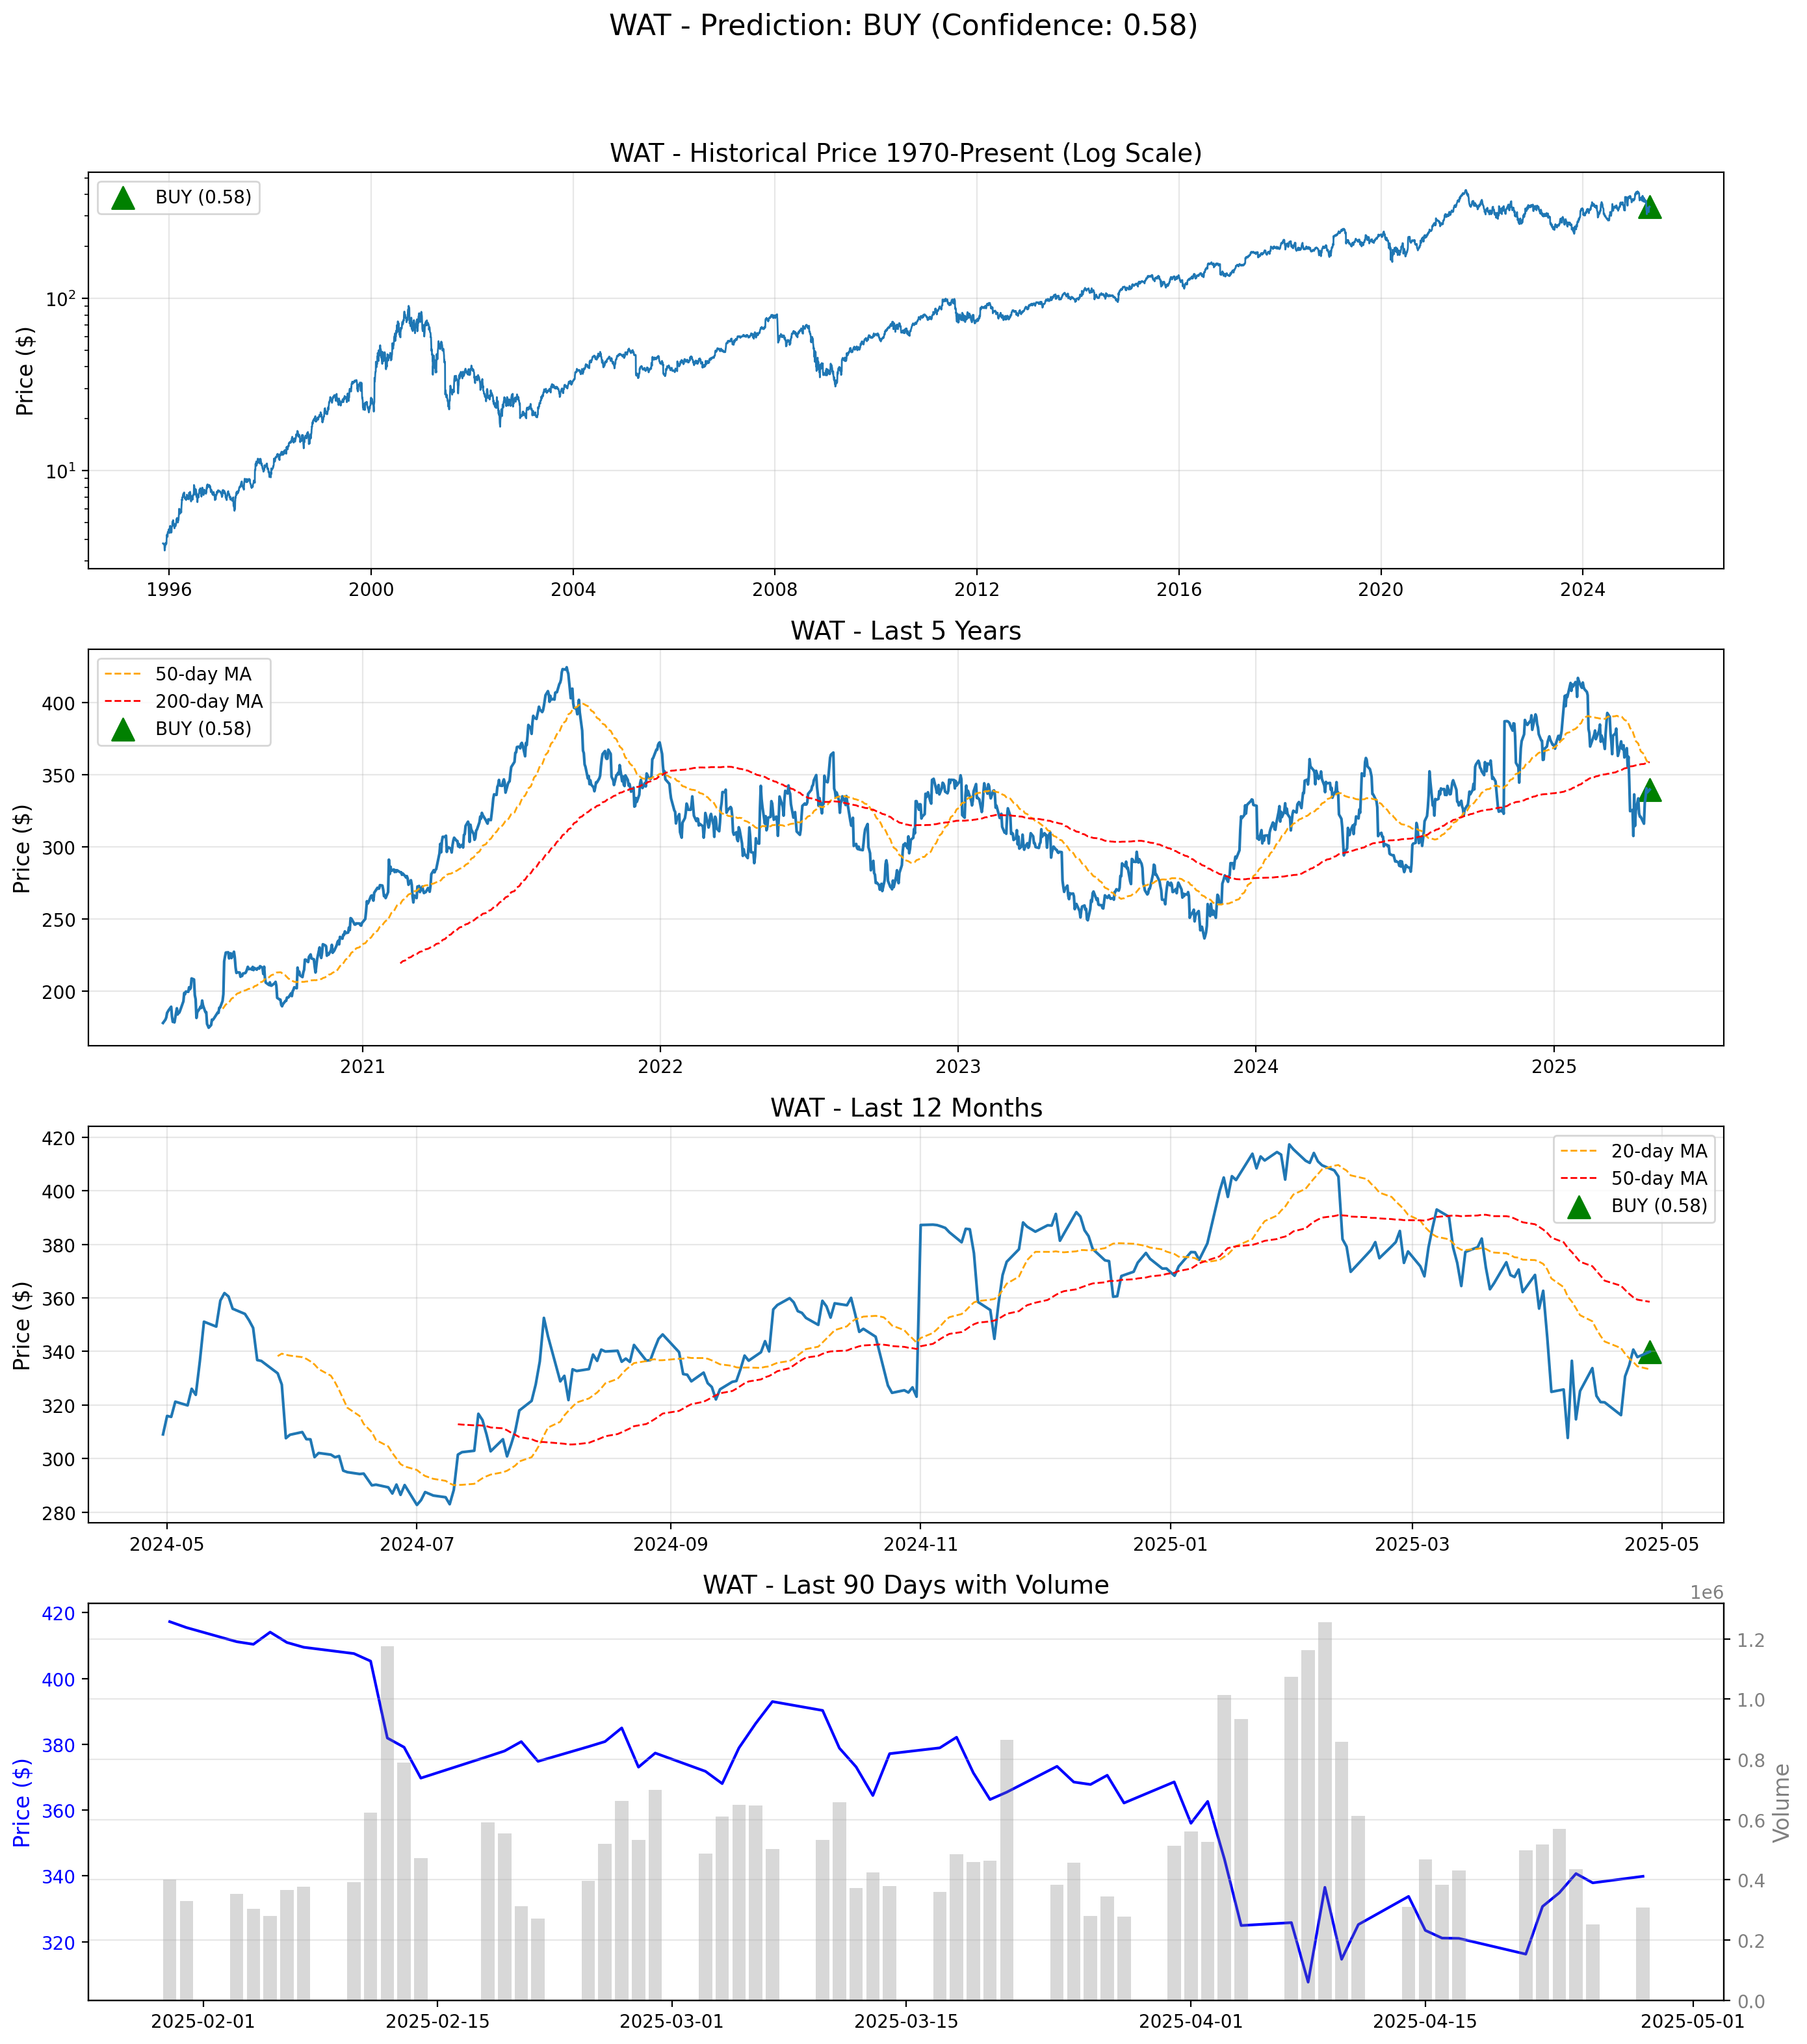 WAT - Prediction: BUY (Confidence: 0.58)
WAT - Historical Price 1970-Present (Log Scale)
BUY (0.58)
Price ($)
10²
10¹
1996 2000 2004 2008 2012 2016 2020 2024
WAT - Last 5 Years
50-day MA
200-day MA
BUY (0.58)
Price ($)
400
350
300
250
200
2021 2022 2023 2024 2025
WAT - Last 12 Months
20-day MA
50-day MA
BUY (0.58)
Price ($)
420
400
380
360
340
320
300
280
2024-05 2024-07 2024-09 2024-11 2025-01 2025-03 2025-05
WAT - Last 90 Days with Volume
1e6
Price ($)
420
400
380
360
340
320
1.2
1.0
0.8
0.6
0.4
0.2
0.0
Volume
2025-02-01 2025-02-15 2025-03-01 2025-03-15 2025-04-01 2025-04-15 2025-05-01